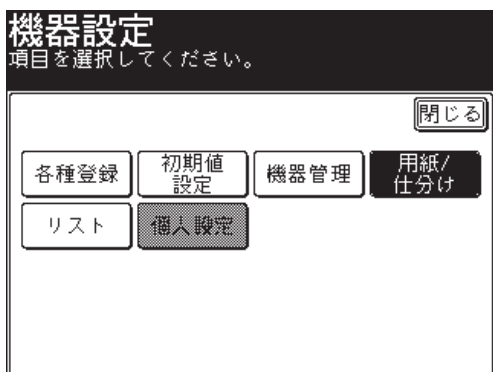 機器設定
項目を選択してください。
閉じる
各種登録
初期値
設定
機器管理
用紙/
仕分け
リスト
個人設定